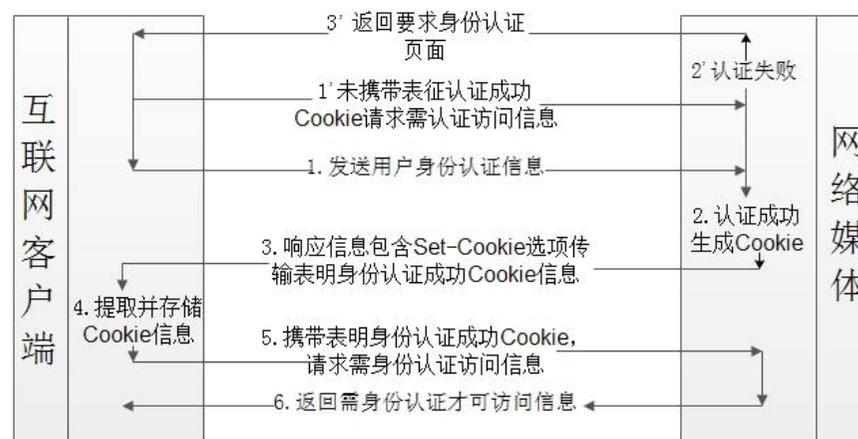 互联网客户端
3' 返回要求身份认证
页面
2' 认证失败
1'未携带表征认证成功
Cookie请求需认证访问信息
1.发送用户身份认证信息
2.认证成功
生成Cookie
3.响应信息包含Set-Cookie选项传
输表明身份认证成功Cookie信息
4.提取并存储
Cookie信息
5.携带表明身份认证成功Cookie,
请求需身份认证访问信息
6.返回需身份认证才可访问信息
网络媒体